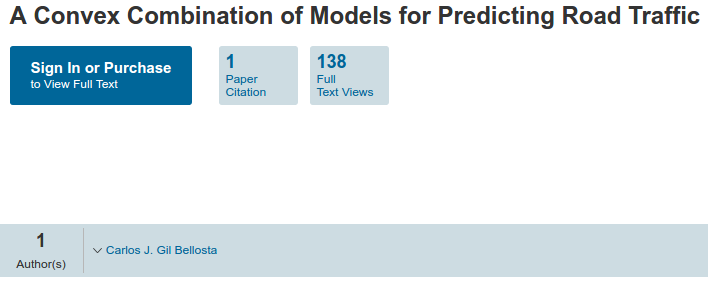 A Convex Combination of Models for Predicting Road Traffic
Sign In or Purchase
to View Full Text
1
Paper
Citation
138
Full
Text Views
1
Author(s)
Carlos J. Gil Bellosta